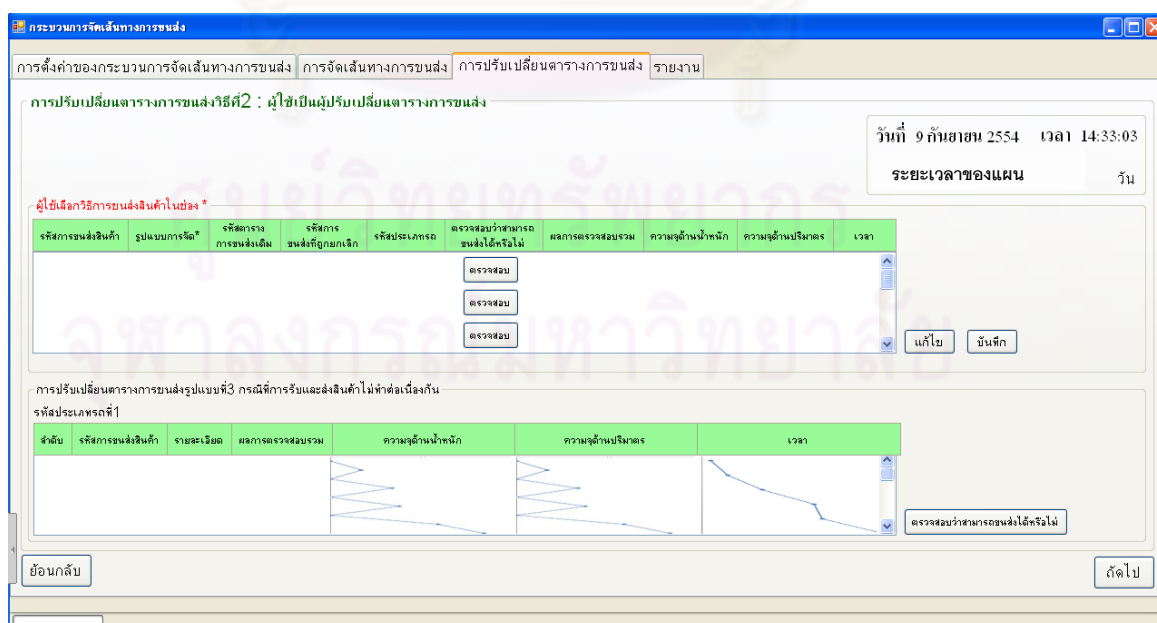 กระบวนการจัดเส้นทางการขนส่ง
การตั้งค่าของกระบวนการจัดเส้นทางการขนส่ง การจัดเส้นทางการขนส่ง การปรับเปลี่ยนตารางการขนส่ง รายงาน
การปรับเปลี่ยนตารางการขนส่งวิธีที่2 : ผู้ใช้เป็นผู้ปรับเปลี่ยนตารางการขนส่ง
วันที่ 9 กันยายน 2554 เวลา 14:33:03
ระยะเวลาของแผน วัน
ผู้ใช้เลือกวิธีการขนส่งสินค้าในช่อง *
รหัสการขนส่งสินค้า รูปแบบการจัด* รหัสตาราง การขนส่งเดิม รหัสการ ขนส่งที่ถูกยกเลิก รหัสประเภทรถ ตรวจสอบว่าสามารถ ขนส่งได้หรือไม่ ผลการตรวจสอบรวม ความจุด้านน้ำหนัก ความจุด้านปริมาตร เวลา
ตรวจสอบ
ตรวจสอบ
ตรวจสอบ
แก้ไข บันทึก
จุฬาลงกรณ์มหาวิทยาลัย
การปรับเปลี่ยนตารางการขนส่งรูปแบบที่3 กรณีที่การรับและส่งสินค้าไม่ทำต่อเนื่องกัน
รหัสประเภทรถที่1
ลำดับ รหัสการขนส่งสินค้า รายละเอียด ผลการตรวจสอบรวม ความจุด้านน้ำหนัก ความจุด้านปริมาตร เวลา
ตรวจสอบว่าสามารถขนส่งได้หรือไม่
ย้อนกลับ ถัดไป